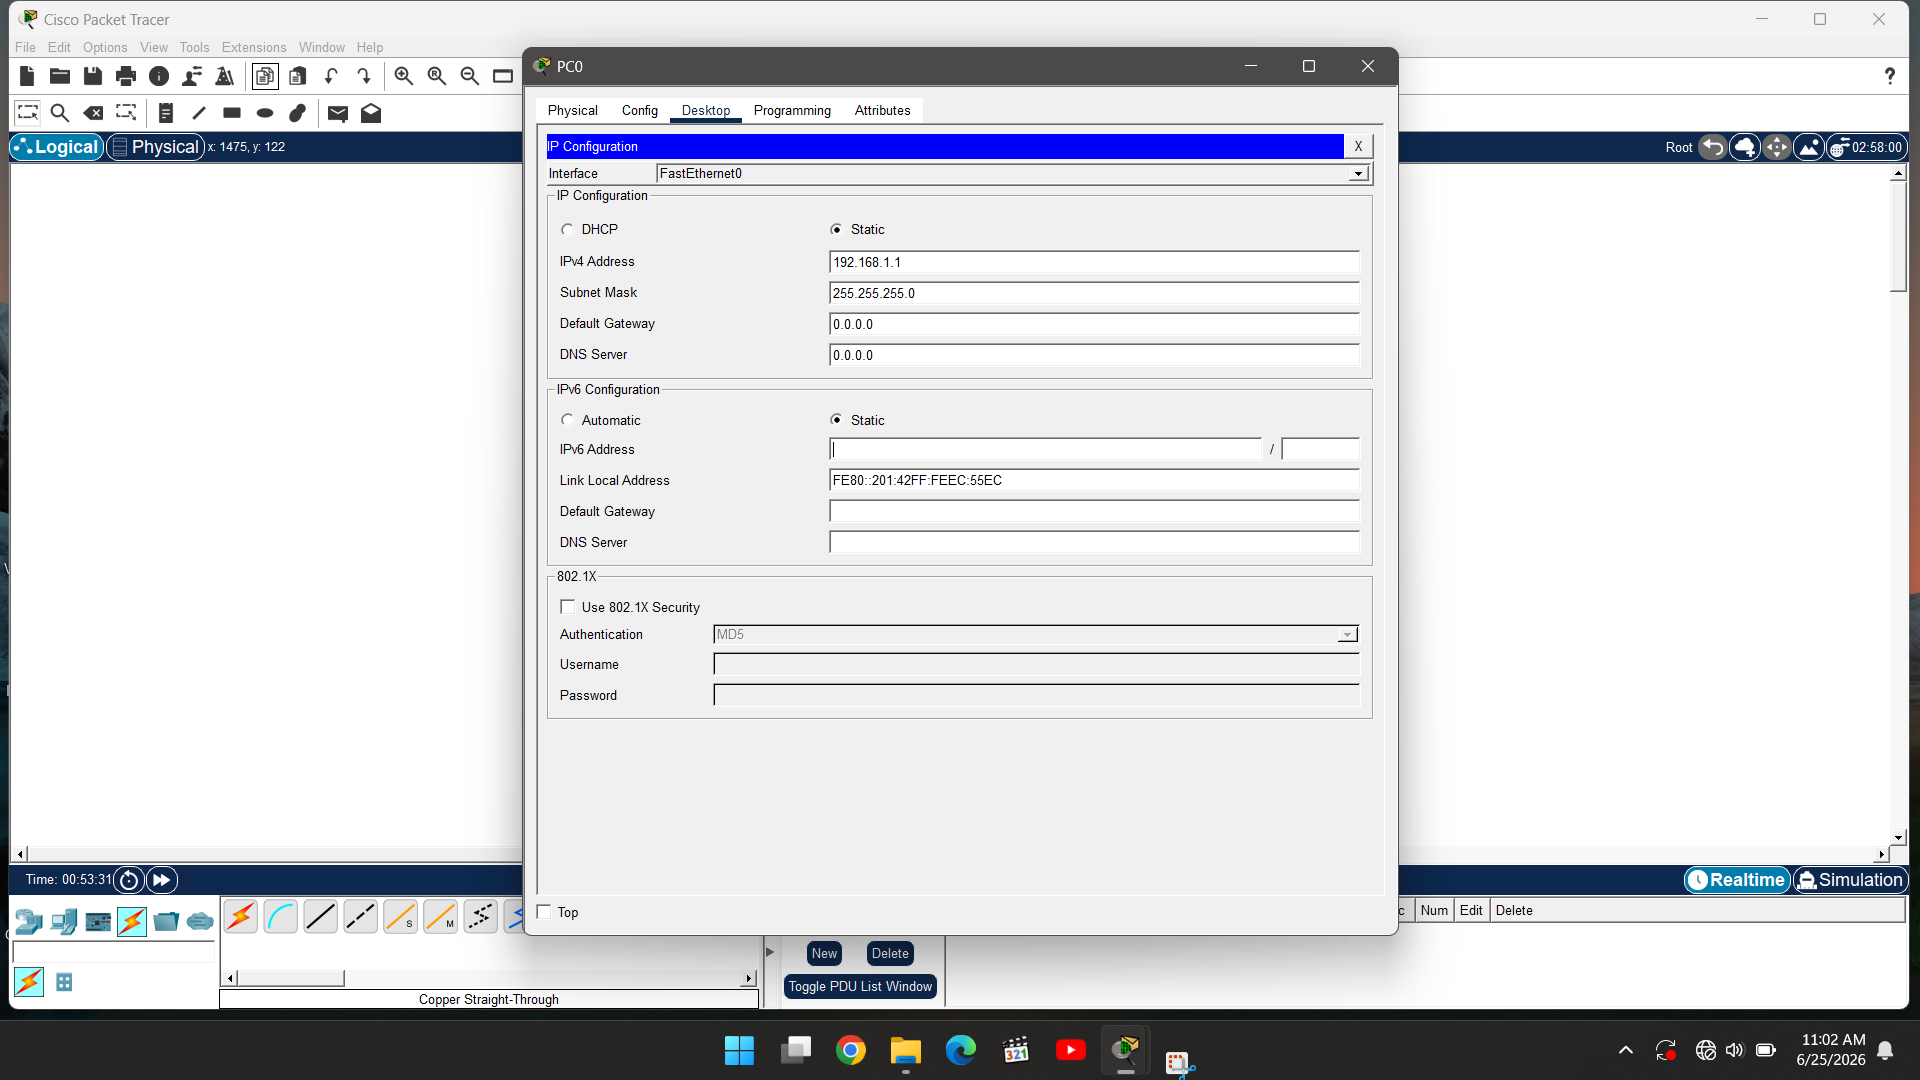 Cisco Packet Tracer
File Edit Options View Tools Extensions Window Help
PC0
Physical Config Desktop Programming Attributes
Logical Physical x: 1475, y: 122
Root 02:58:00
IP Configuration X
Interface FastEthernet0
IP Configuration
DHCP Static
IPv4 Address 192.168.1.1
Subnet Mask 255.255.255.0
Default Gateway 0.0.0.0
DNS Server 0.0.0.0
IPv6 Configuration
Automatic Static
IPv6 Address /
Link Local Address FE80::201:42FF:FEEC:55EC
Default Gateway
DNS Server
802.1X
Use 802.1X Security
Authentication MD5
Username
Password
Top
Time: 00:53:31
Realtime Simulation
c Num Edit Delete
S M
New Delete
Toggle PDU List Window
Copper Straight-Through
321
11:02 AM
6/25/2026